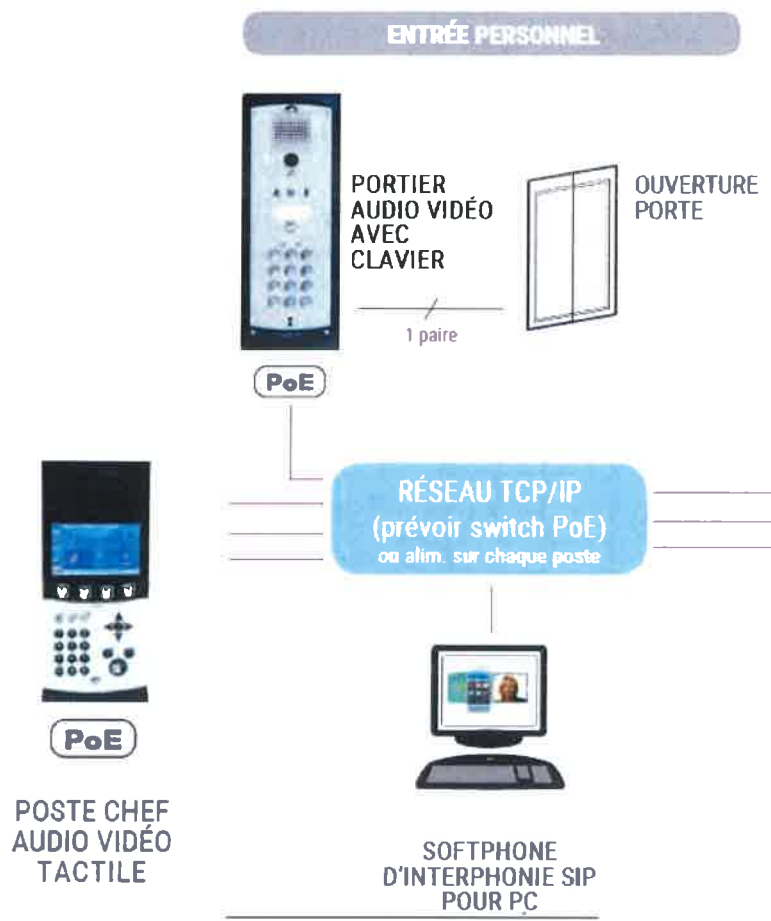 ENTRÉE PERSONNEL
PORTIER
AUDIO VIDÉO
AVEC
CLAVIER
OUVERTURE
PORTE
1 paire
PoE
RÉSEAU TCP/IP
(prévoir switch PoE)
ou alim. sur chaque poste
PoE
POSTE CHEF
AUDIO VIDÉO
TACTILE
SOFTPHONE
D'INTERPHONIE SIP
POUR PC